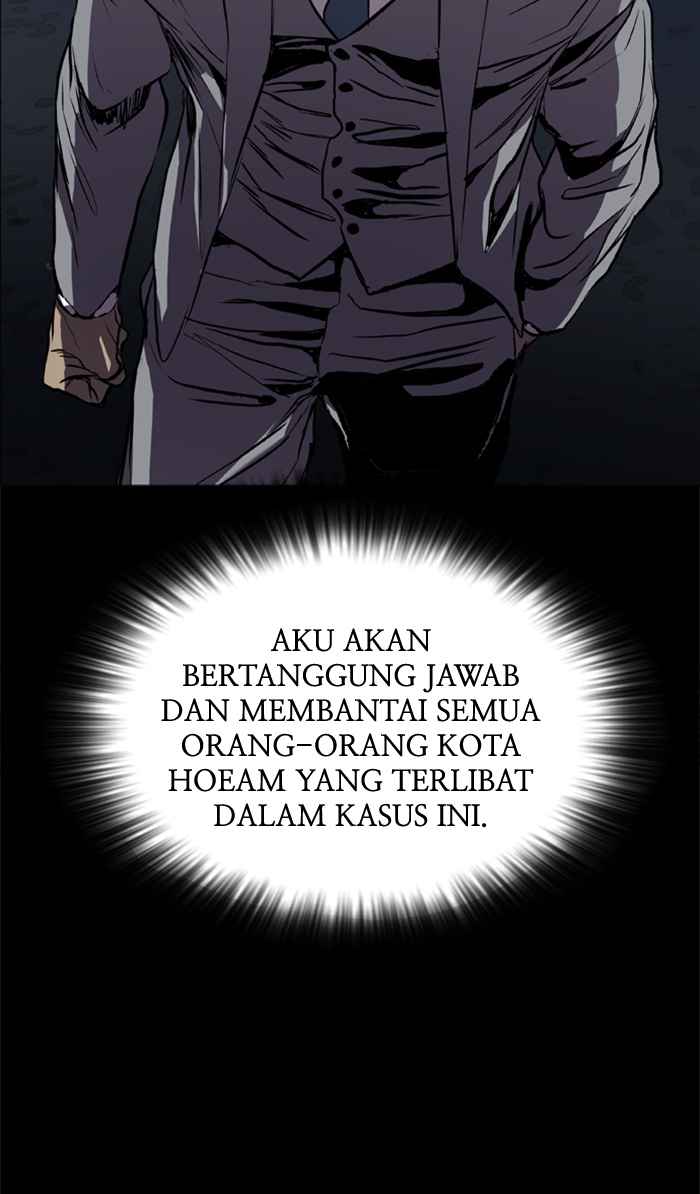 AKU AKAN
BERTANGGUNG JAWAB
DAN MEMBANTAI SEMUA
ORANG-ORANG KOTA
HOEAM YANG TERLIBAT
DALAM KASUS INI.